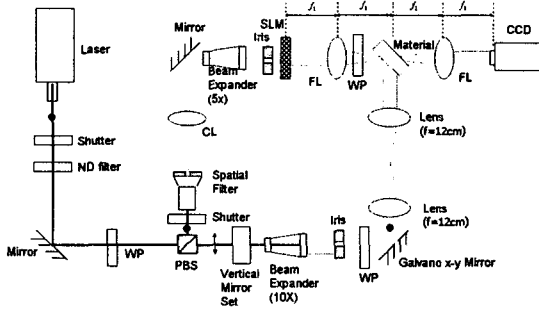 SLM
f₁
f₁
f₁
f₁
CCD
Laser
Mirror
Iris
Material
Beam
Expander
(5x)
FL
WP
FL
CL
Lens
(f=12cm)
Shutter
ND filter
Spatial
Filter
Shutter
Iris
Lens
(f=12cm)
Mirror
WP
PBS
Vertical
Mirror
Set
Beam
Expander
(10X)
WP
Galvano x-y Mirror